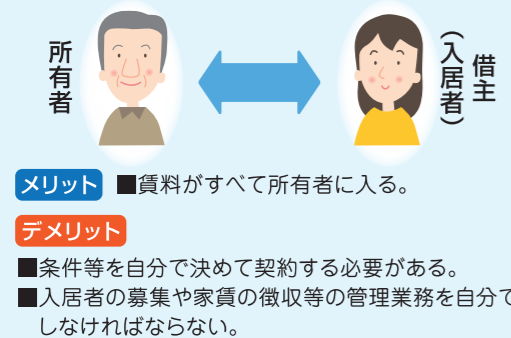 所有者
借主
(入居者)
メリット ■賃料がすべて所有者に入る。
デメリット
■条件等を自分で決めて契約する必要がある。
■入居者の募集や家賃の徴収等の管理業務を自分で
しなければならない。